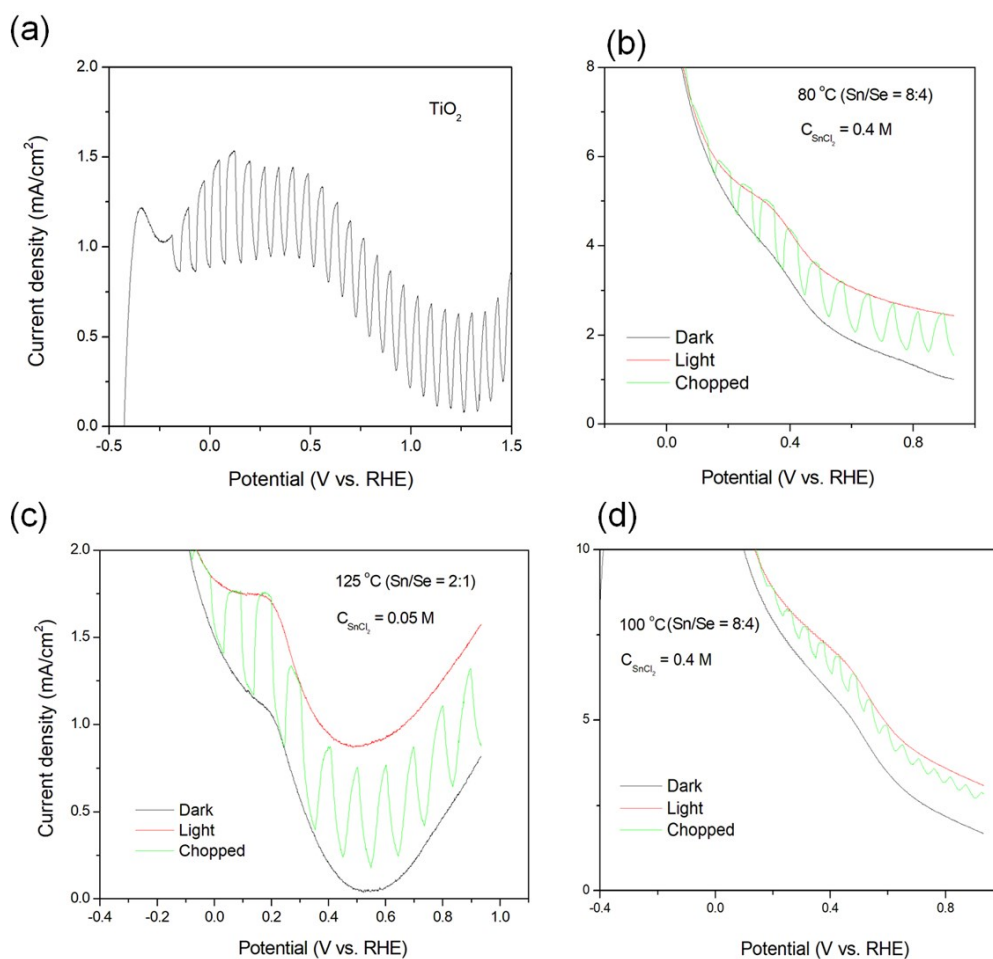 (a)
2.0
1.5
1.0
0.5
0.0
-0.5
0.0
0.5
1.0
1.5
TiO₂
Current density (mA/cm²)
Potential (V vs. RHE)
(b)
8
6
4
2
0
0.0
0.4
0.8
80 °C (Sn/Se = 8:4)
C_SnCl₂ = 0.4 M
Dark
Light
Chopped
Potential (V vs. RHE)
(c)
2.0
1.5
1.0
0.5
0.0
-0.4
-0.2
0.0
0.2
0.4
0.6
0.8
1.0
125 °C (Sn/Se = 2:1)
C_SnCl₂ = 0.05 M
Dark
Light
Chopped
Current density (mA/cm²)
Potential (V vs. RHE)
(d)
10
5
0
-0.4
0.0
0.4
0.8
100 °C (Sn/Se = 8:4)
C_SnCl₂ = 0.4 M
Dark
Light
Chopped
Potential (V vs. RHE)